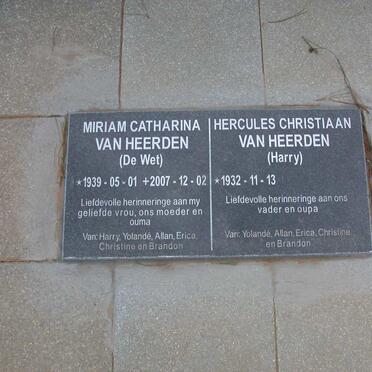 MIRIAM CATHARINA
VAN HEERDEN
(De Wet)
*1939 - 05 - 01 +2007 - 12 - 02
Liefdevolle herinneringe aan my
geliefde vrou, ons moeder en
ouma
Van: Harry, Yolandé, Allan, Erica,
Christine en Brandon
HERCULES CHRISTIAAN
VAN HEERDEN
(Harry)
*1932 - 11 - 13
Liefdevolle herinneringe aan ons
vader en oupa
Van: Yolandé, Allan, Erica, Christine
en Brandon